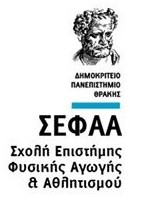 ΔΗΜΟΚΡΙΤΕΙΟ
ΠΑΝΕΠΙΣΤΗΜΙΟ
ΘΡΑΚΗΣ
ΣΕΦΑΑ
Σχολή Επιστήμης
Φυσικής Αγωγής
& Αθλητισμού